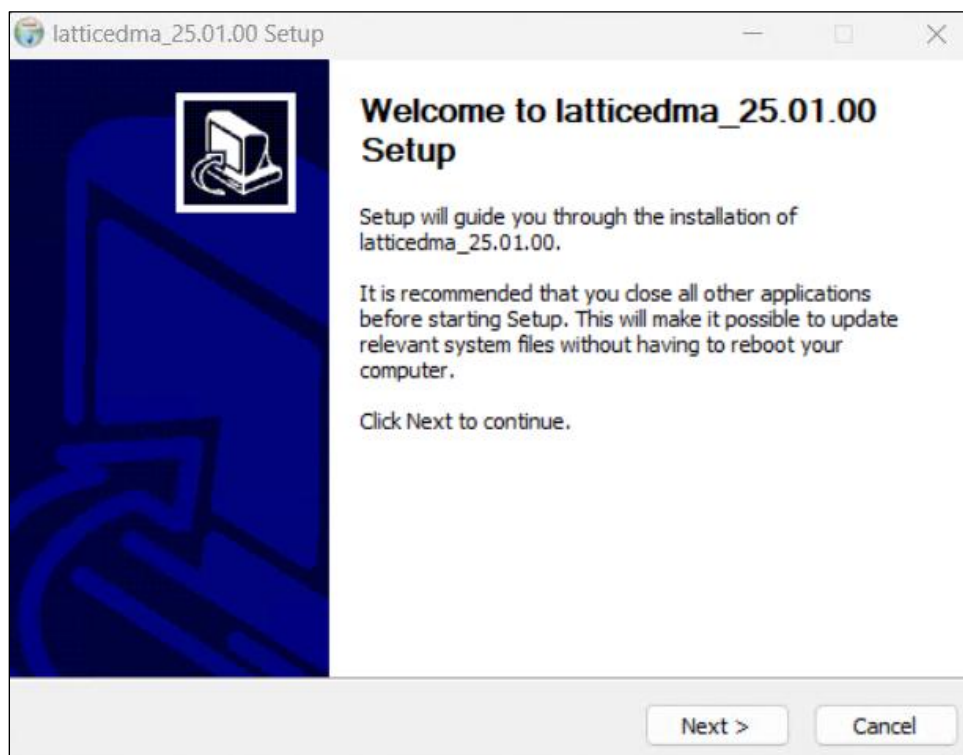 latticedma_25.01.00 Setup
Welcome to latticedma_25.01.00
Setup
Setup will guide you through the installation of
latticedma_25.01.00.
It is recommended that you close all other applications
before starting Setup. This will make it possible to update
relevant system files without having to reboot your
computer.
Click Next to continue.
Next >
Cancel